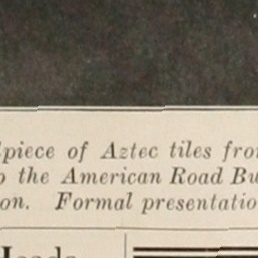 piece of Aztec tiles fro
o the American Road Bu
on. Formal presentatio